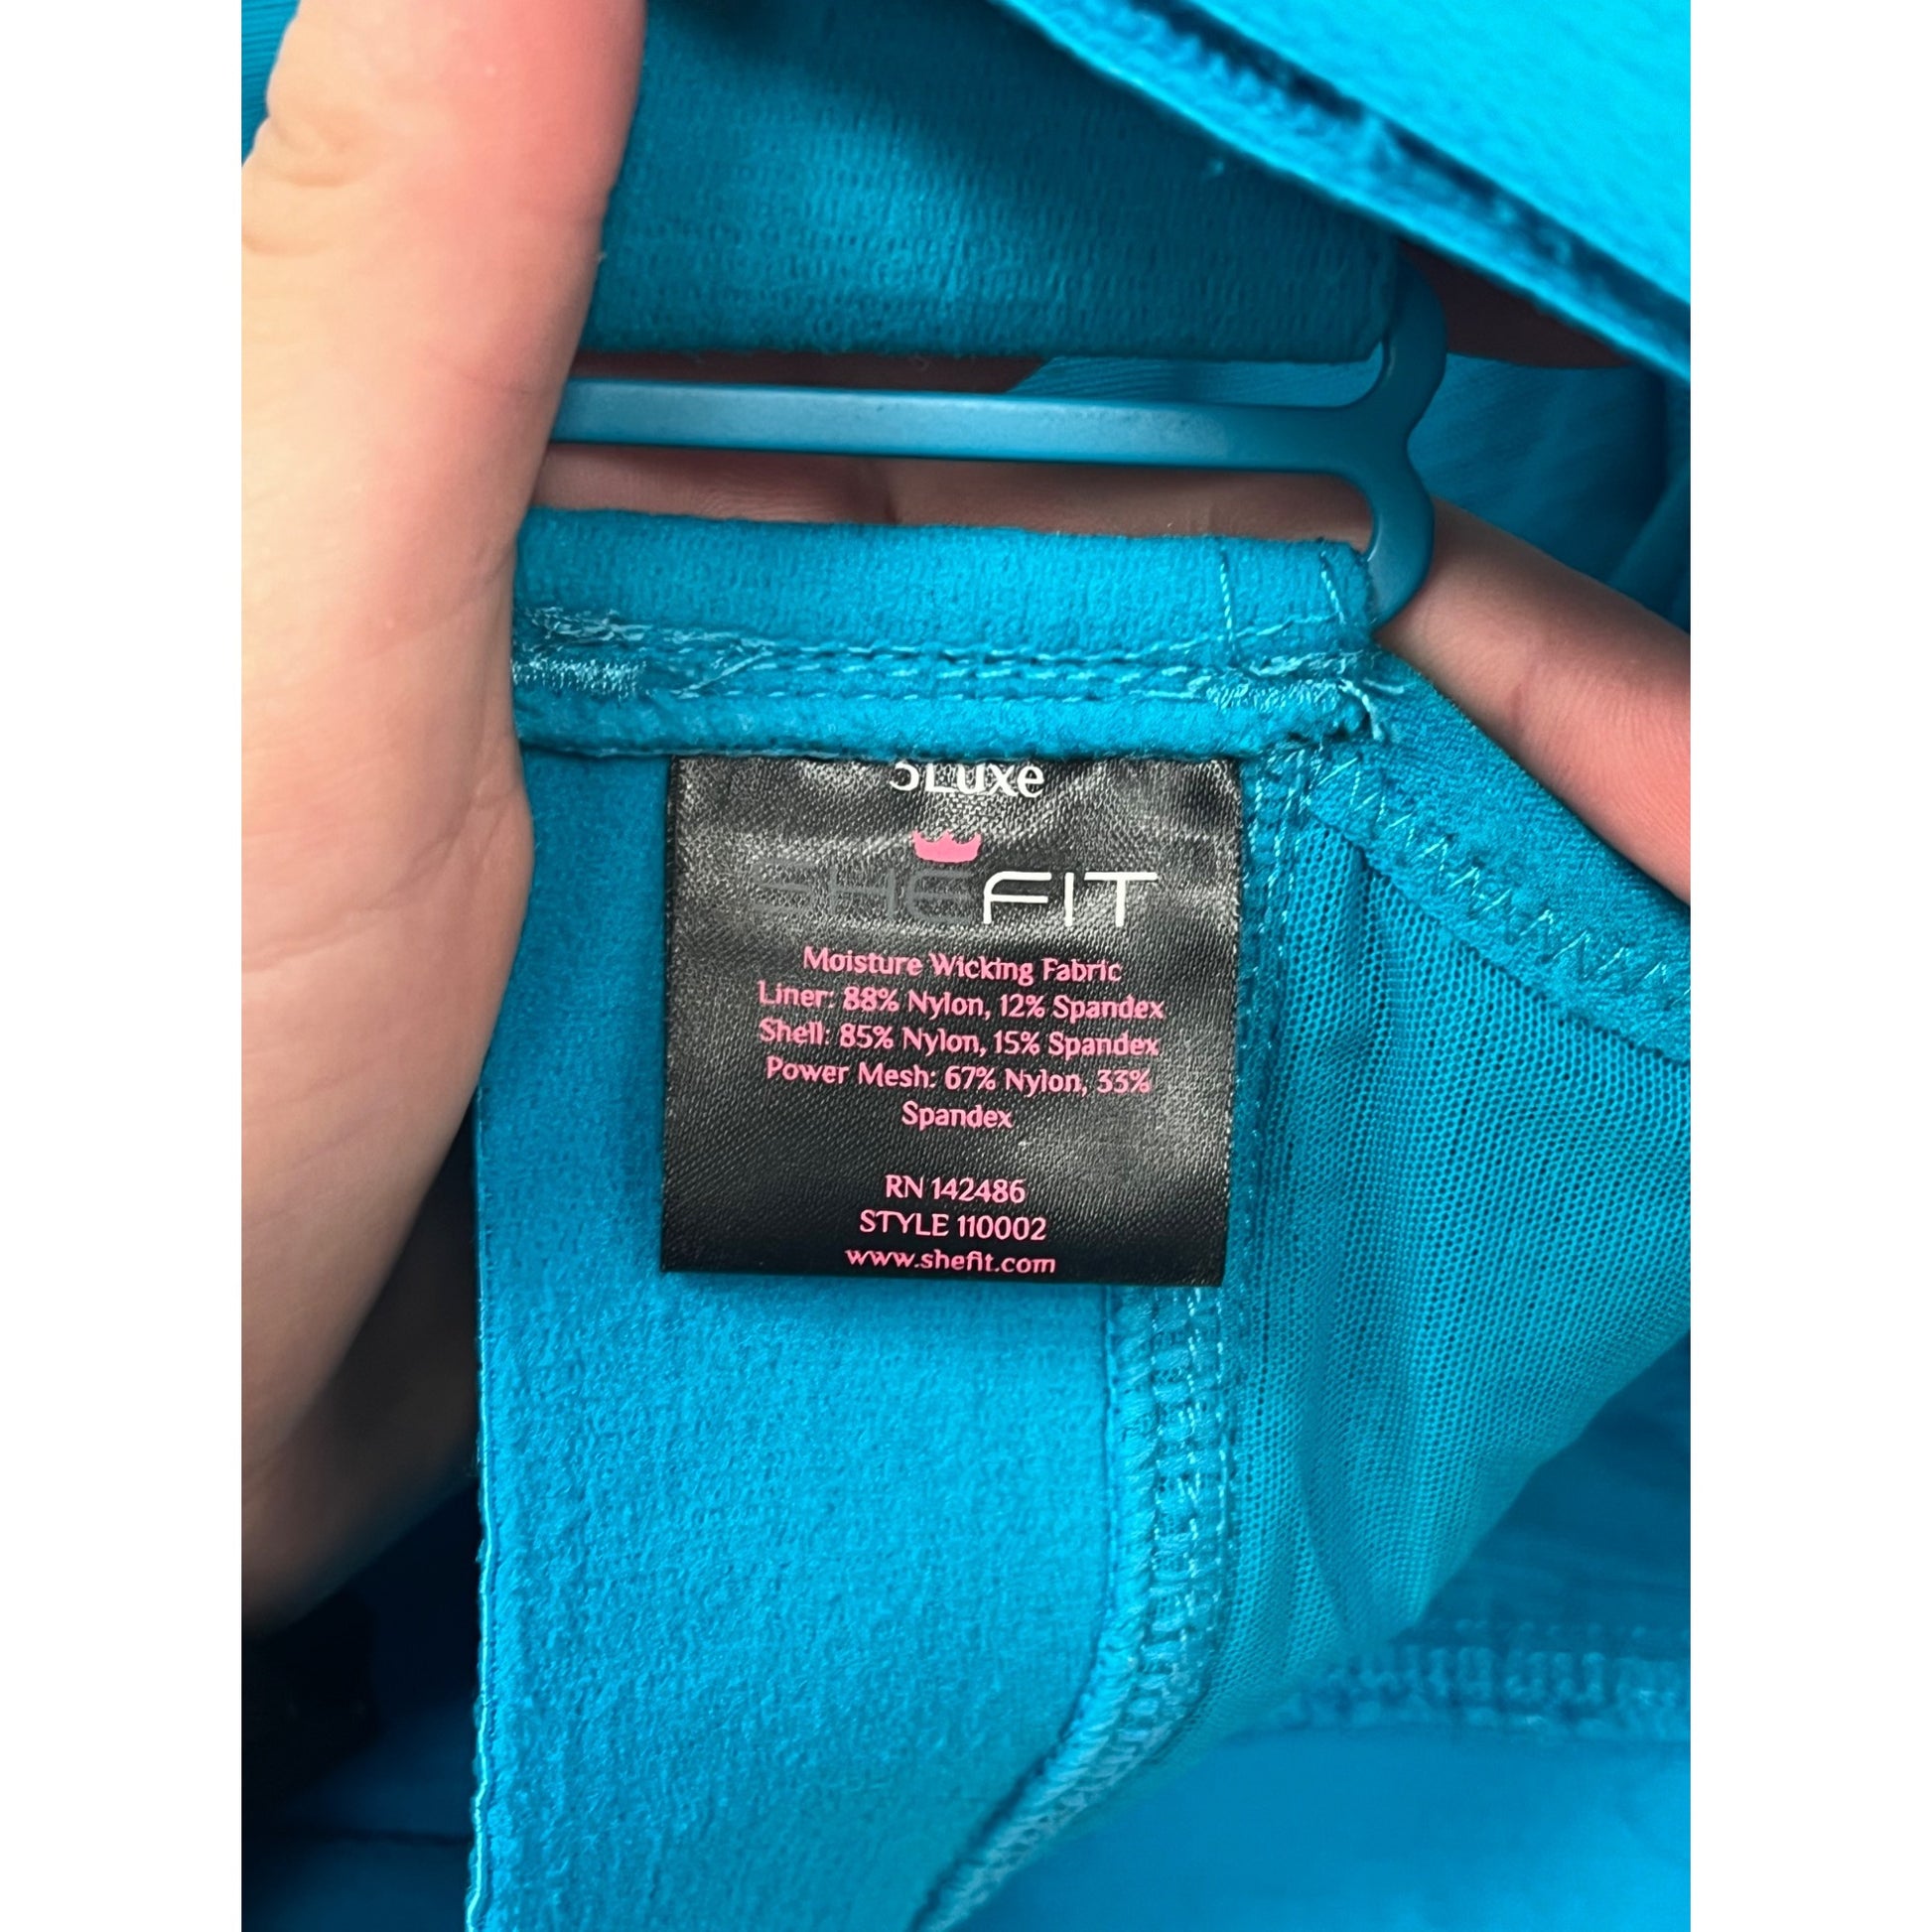 5Luxe
SHEFIT
Moisture Wicking Fabric
Liner: 88% Nylon, 12% Spandex
Shell: 85% Nylon, 15% Spandex
Power Mesh: 67% Nylon, 33%
Spandex
RN 142486
STYLE 110002
www.shefit.com